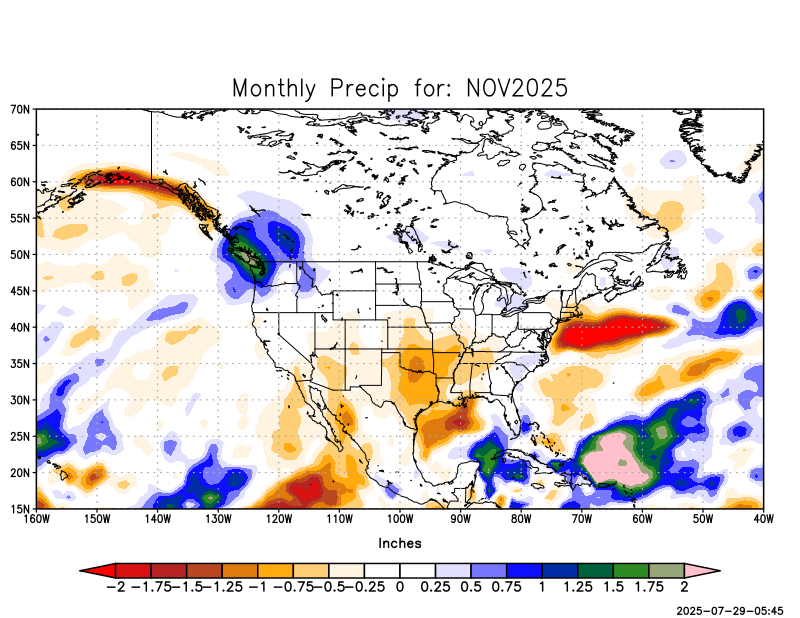 Monthly Precip for: NOV2025
70N
65N
60N
55N
50N
45N
40N
35N
30N
25N
20N
15N
160W 150W 140W 130W 120W 110W 100W 90W 80W 70W 60W 50W 40W
Inches
-2 -1.75 -1.5 -1.25 -1 -0.75 -0.5 -0.25 0 0.25 0.5 0.75 1 1.25 1.5 1.75 2
2025-07-29-05:45